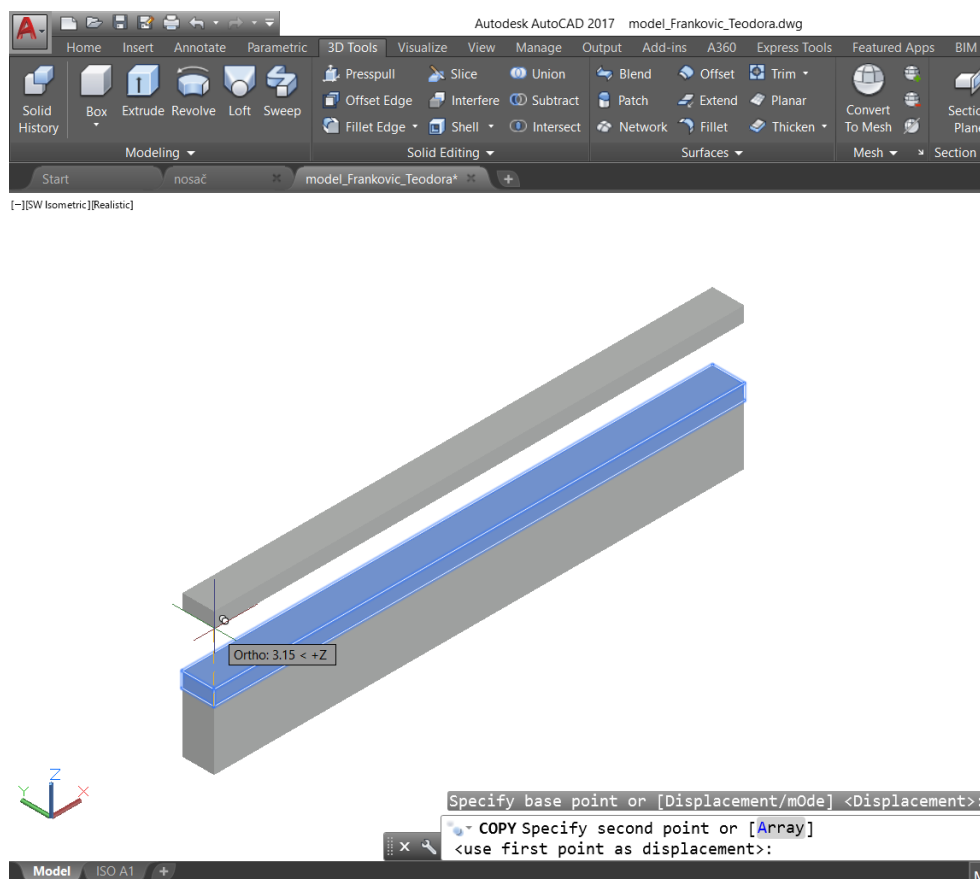 Autodesk AutoCAD 2017 model_Frankovic_Teodora.dwg
Home Insert Annotate Parametric 3D Tools Visualize View Manage Output Add-ins A360 Express Tools Featured Apps BIM
Presspull Slice Union Blend Offset Trim
Offset Edge Interfere Subtract Patch Extend Planar
Fillet Edge Shell Intersect Network Fillet Thicken
Solid History Box Extrude Revolve Loft Sweep Convert To Mesh
Modeling Solid Editing Surfaces Mesh Section
Start nosač model_Frankovic_Teodora*
[−][SW Isometric][Realistic]
Ortho: 3.15 < +Z
Z
Y X
Specify base point or [Displacement/mOde] <Displacement>:
COPY Specify second point or [Array]
<use first point as displacement>:
Model ISO A1